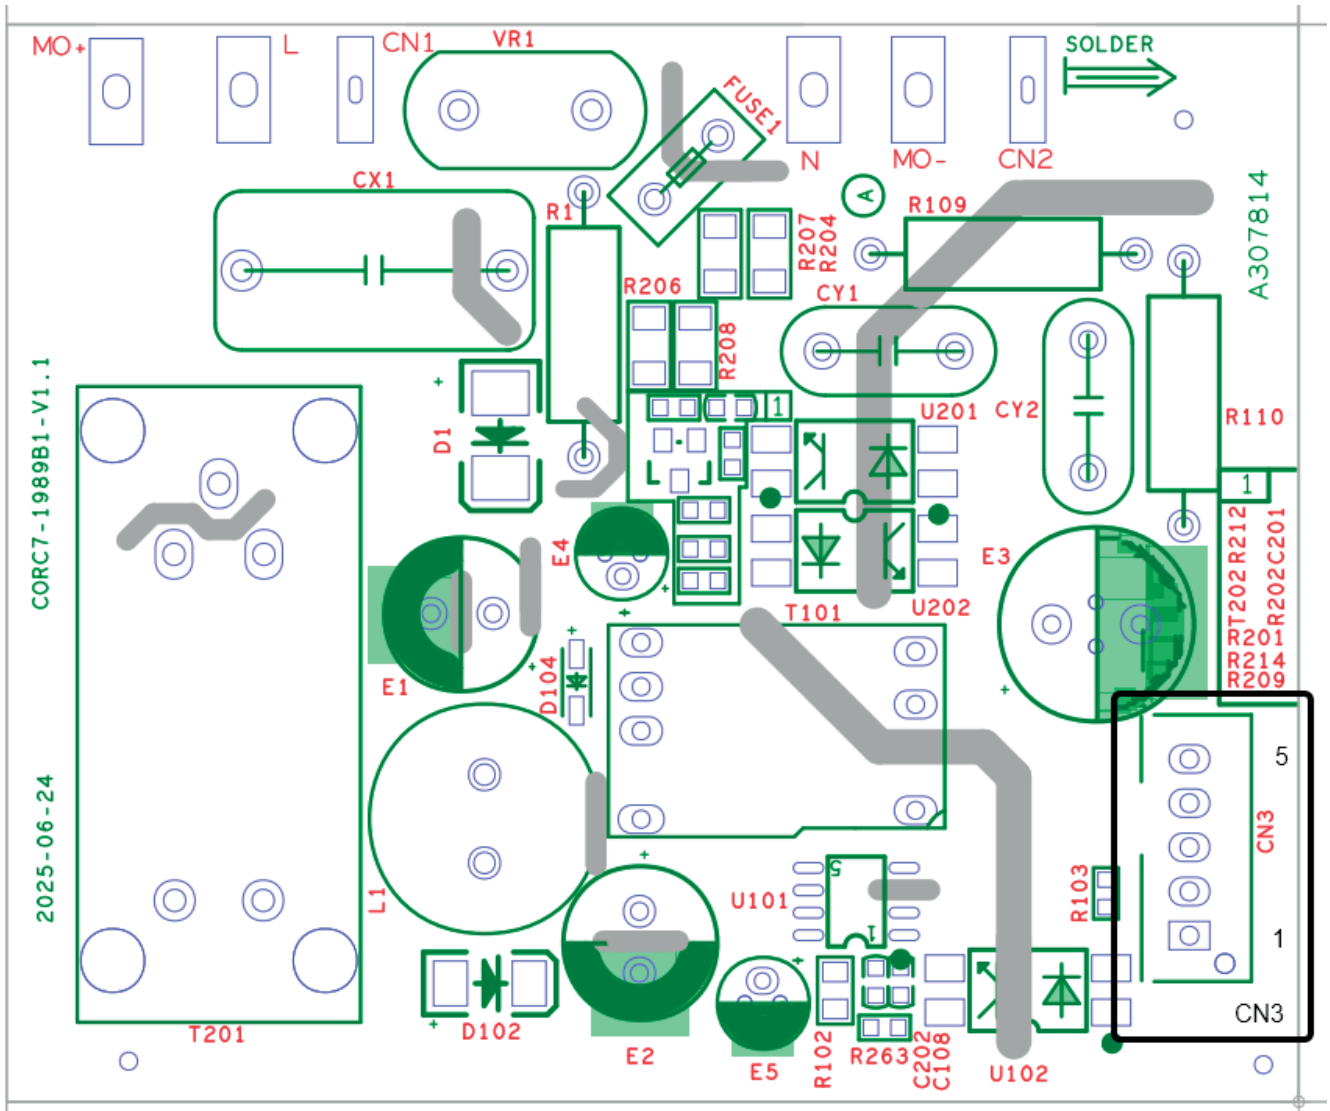 MO+
L
CN1
VR1
FUSE1
N
MO-
CN2
SOLDER
A307814
CX1
R1
R207
R204
A
R109
R206
R208
CY1
CY2
R110
D1
+
1
U201
1
T202 R212
R202 C201
R201
R214
R209
CORC7-1989B1-V1.1
E4
+
+
E3
+
U202
T101
E1
+
D104
+
2025-06-24
L1
T201
D102
+
E2
+
U101
5
1
E5
+
R102
R263
C202
C108
U102
R103
CN3
5
1
CN3